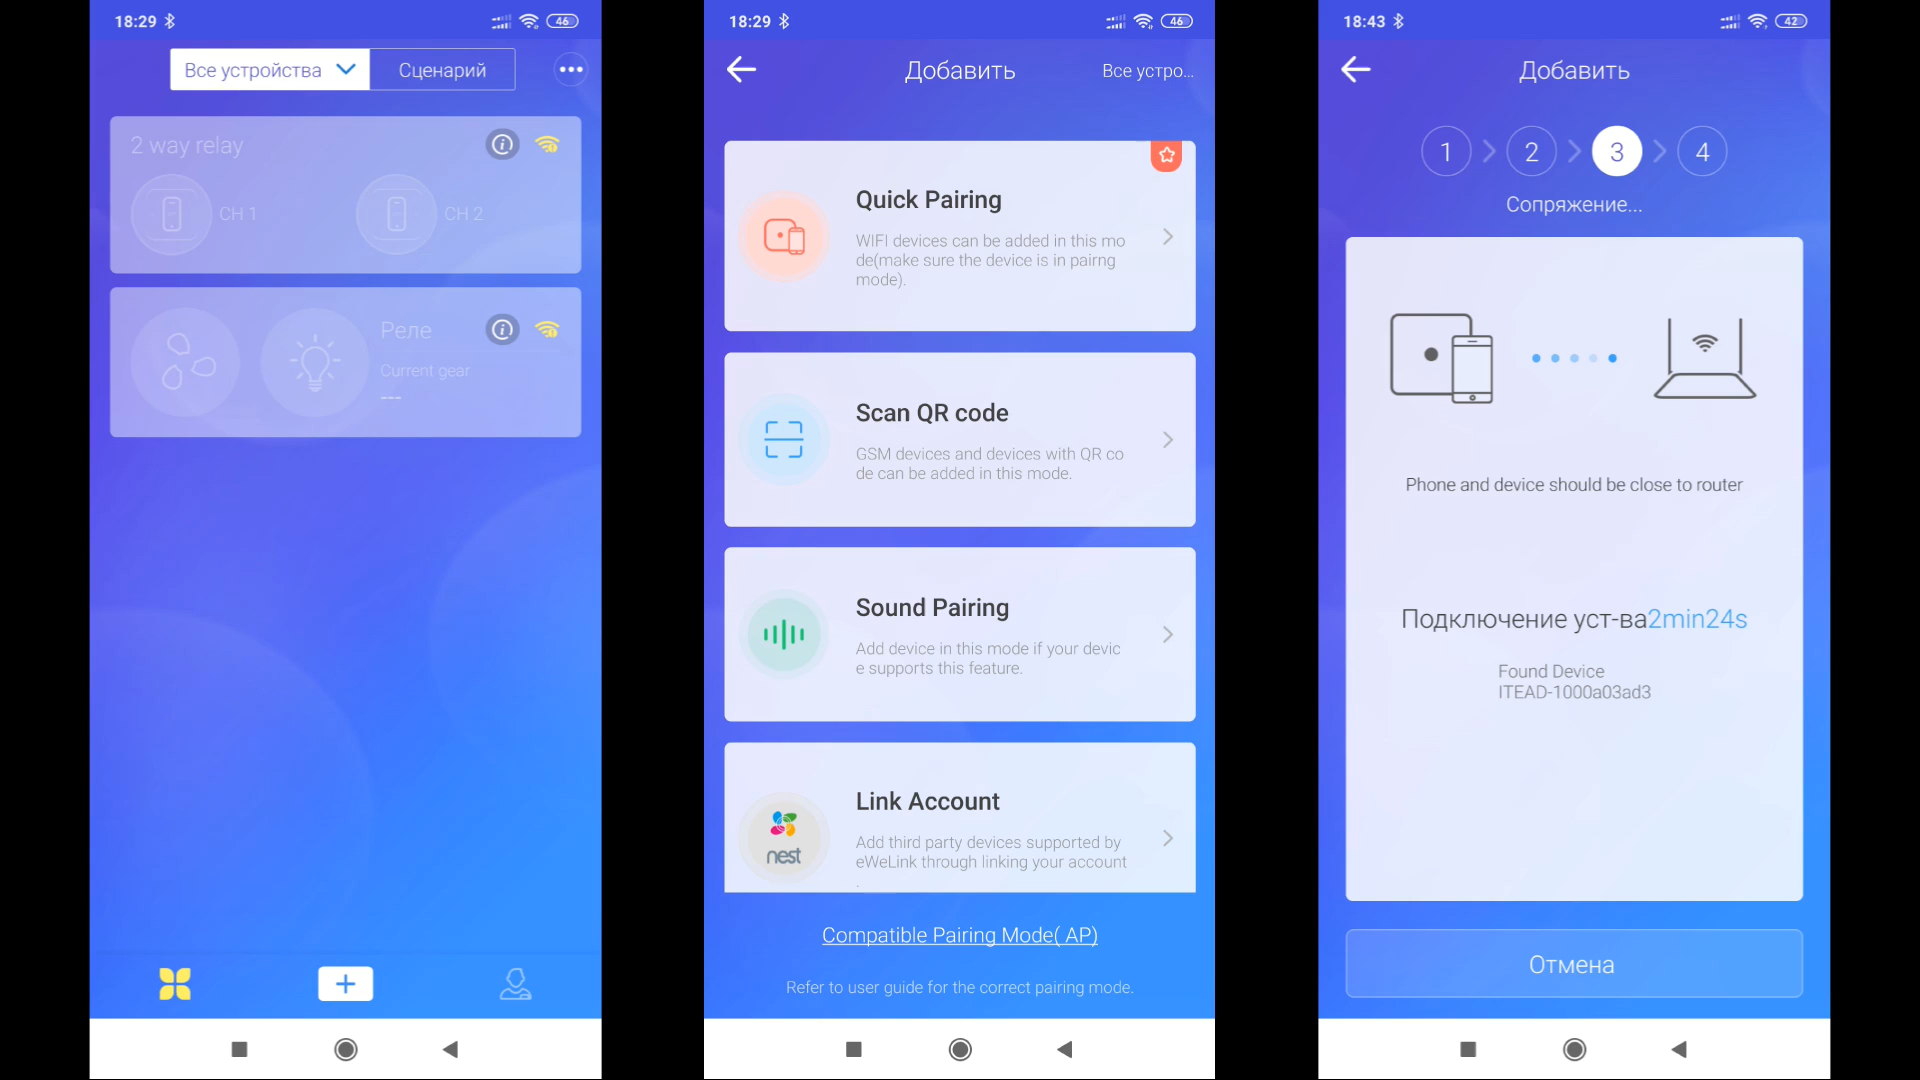 18:29
46
Все устройства
Сценарий
2 way relay
CH 1
CH 2
Реле
Current gear
---
18:29
46
Добавить
Все устро...
Quick Pairing
WIFI devices can be added in this mo
de(make sure the device is in pairng
mode).
Scan QR code
GSM devices and devices with QR co
de can be added in this mode.
Sound Pairing
Add device in this mode if your devic
e supports this feature.
Link Account
nest
Add third party devices supported by
eWeLink through linking your account
.
Compatible Pairing Mode( AP)
Refer to user guide for the correct pairing mode.
18:43
42
Добавить
1 2 3 4
Сопряжение...
Phone and device should be close to router
Подключение уст-ва2min24s
Found Device
ITEAD-1000a03ad3
Отмена